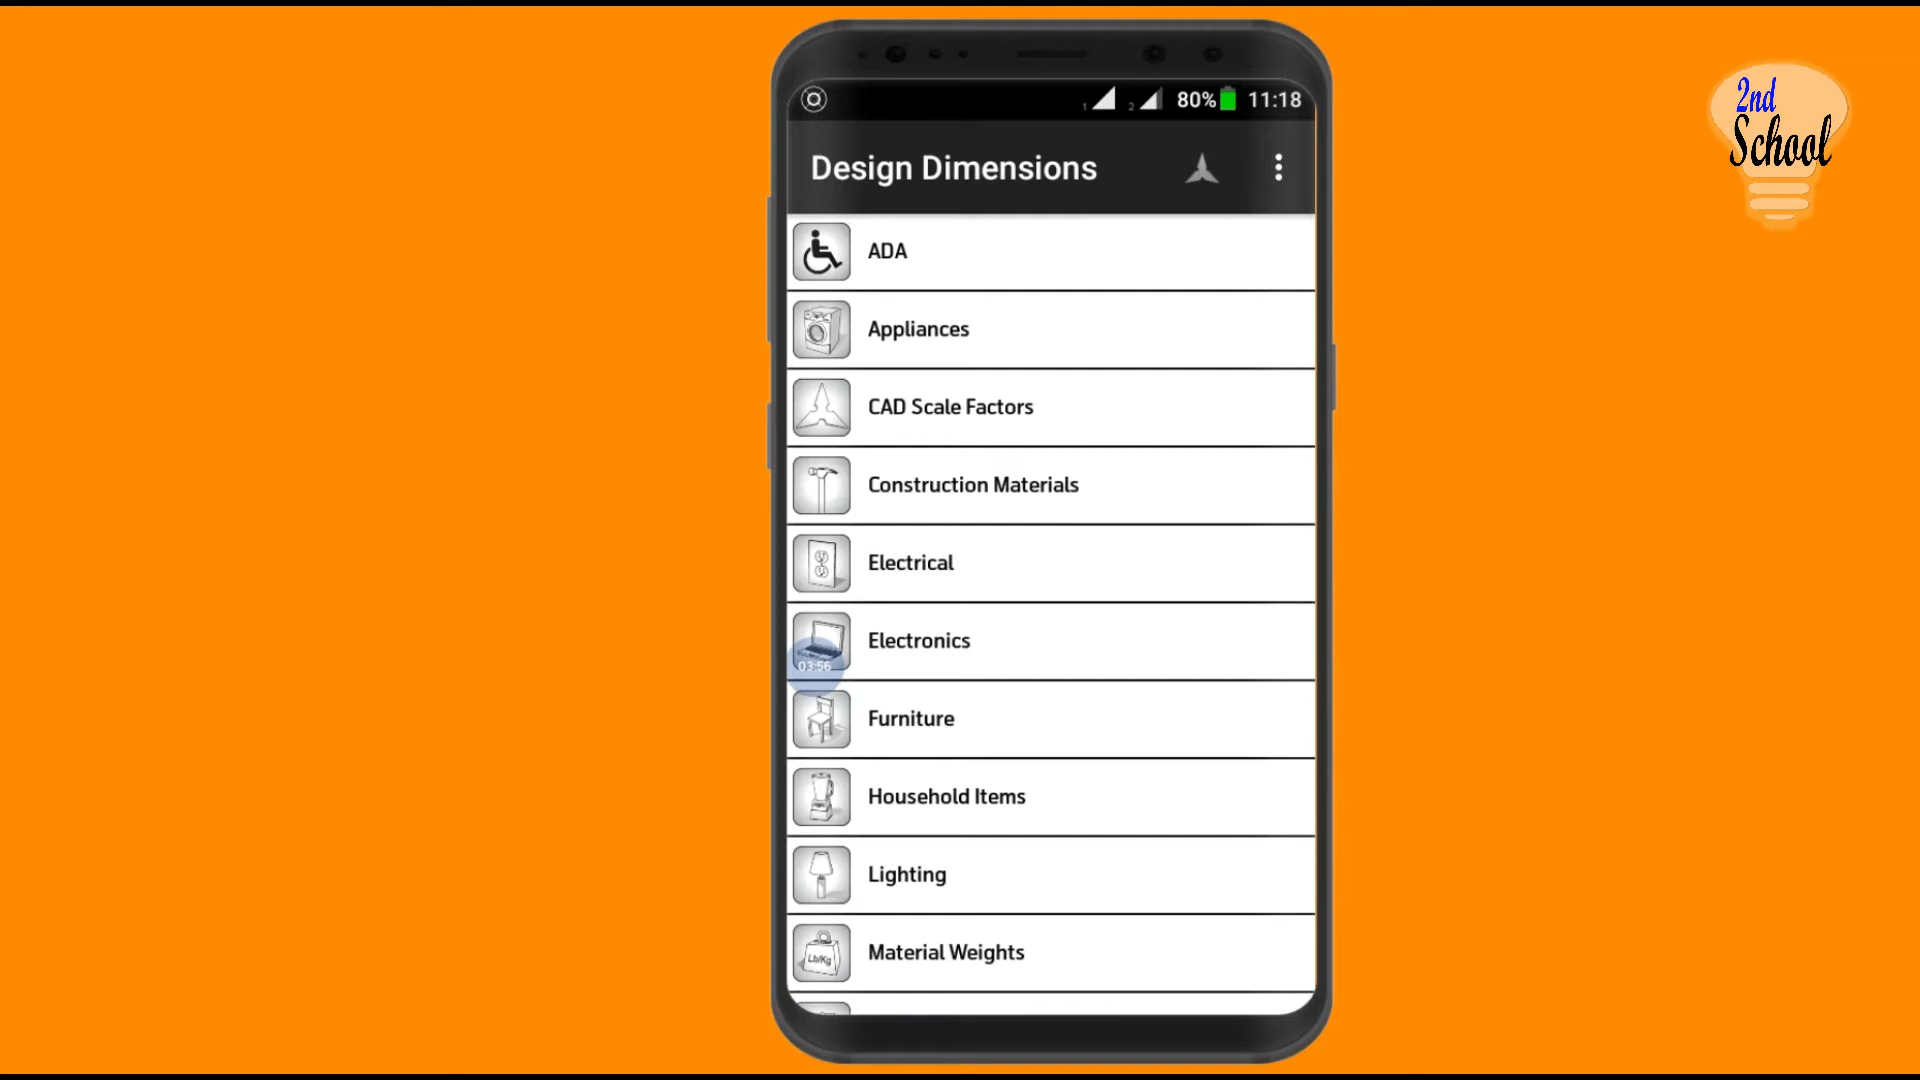 80% 11:18
2nd
School
Design Dimensions
ADA
Appliances
CAD Scale Factors
Construction Materials
Electrical
Electronics
03:56
Furniture
Household Items
Lighting
Lb/Kg
Material Weights